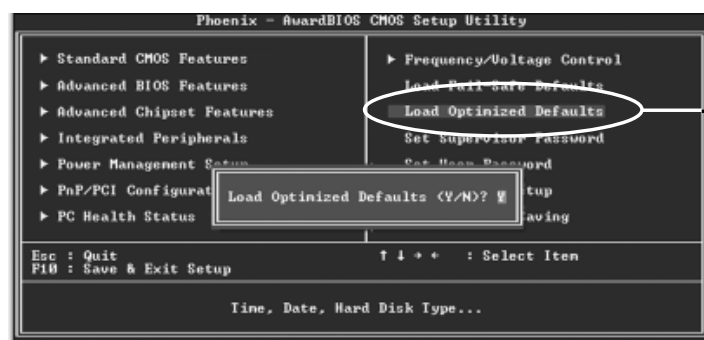 Phoenix - AwardBIOS CMOS Setup Utility
▶ Standard CMOS Features
▶ Advanced BIOS Features
▶ Advanced Chipset Features
▶ Integrated Peripherals
▶ Power Management Setup
▶ PnP/PCI Configurat
▶ PC Health Status
▶ Frequency/Voltage Control
Load Fail-Safe Defaults
Load Optimized Defaults
Set Supervisor Password
Set User Password
tup
aving
Load Optimized Defaults (Y/N)? Y
Esc : Quit
F10 : Save & Exit Setup
↑ ↓ → ← : Select Item
Time, Date, Hard Disk Type...